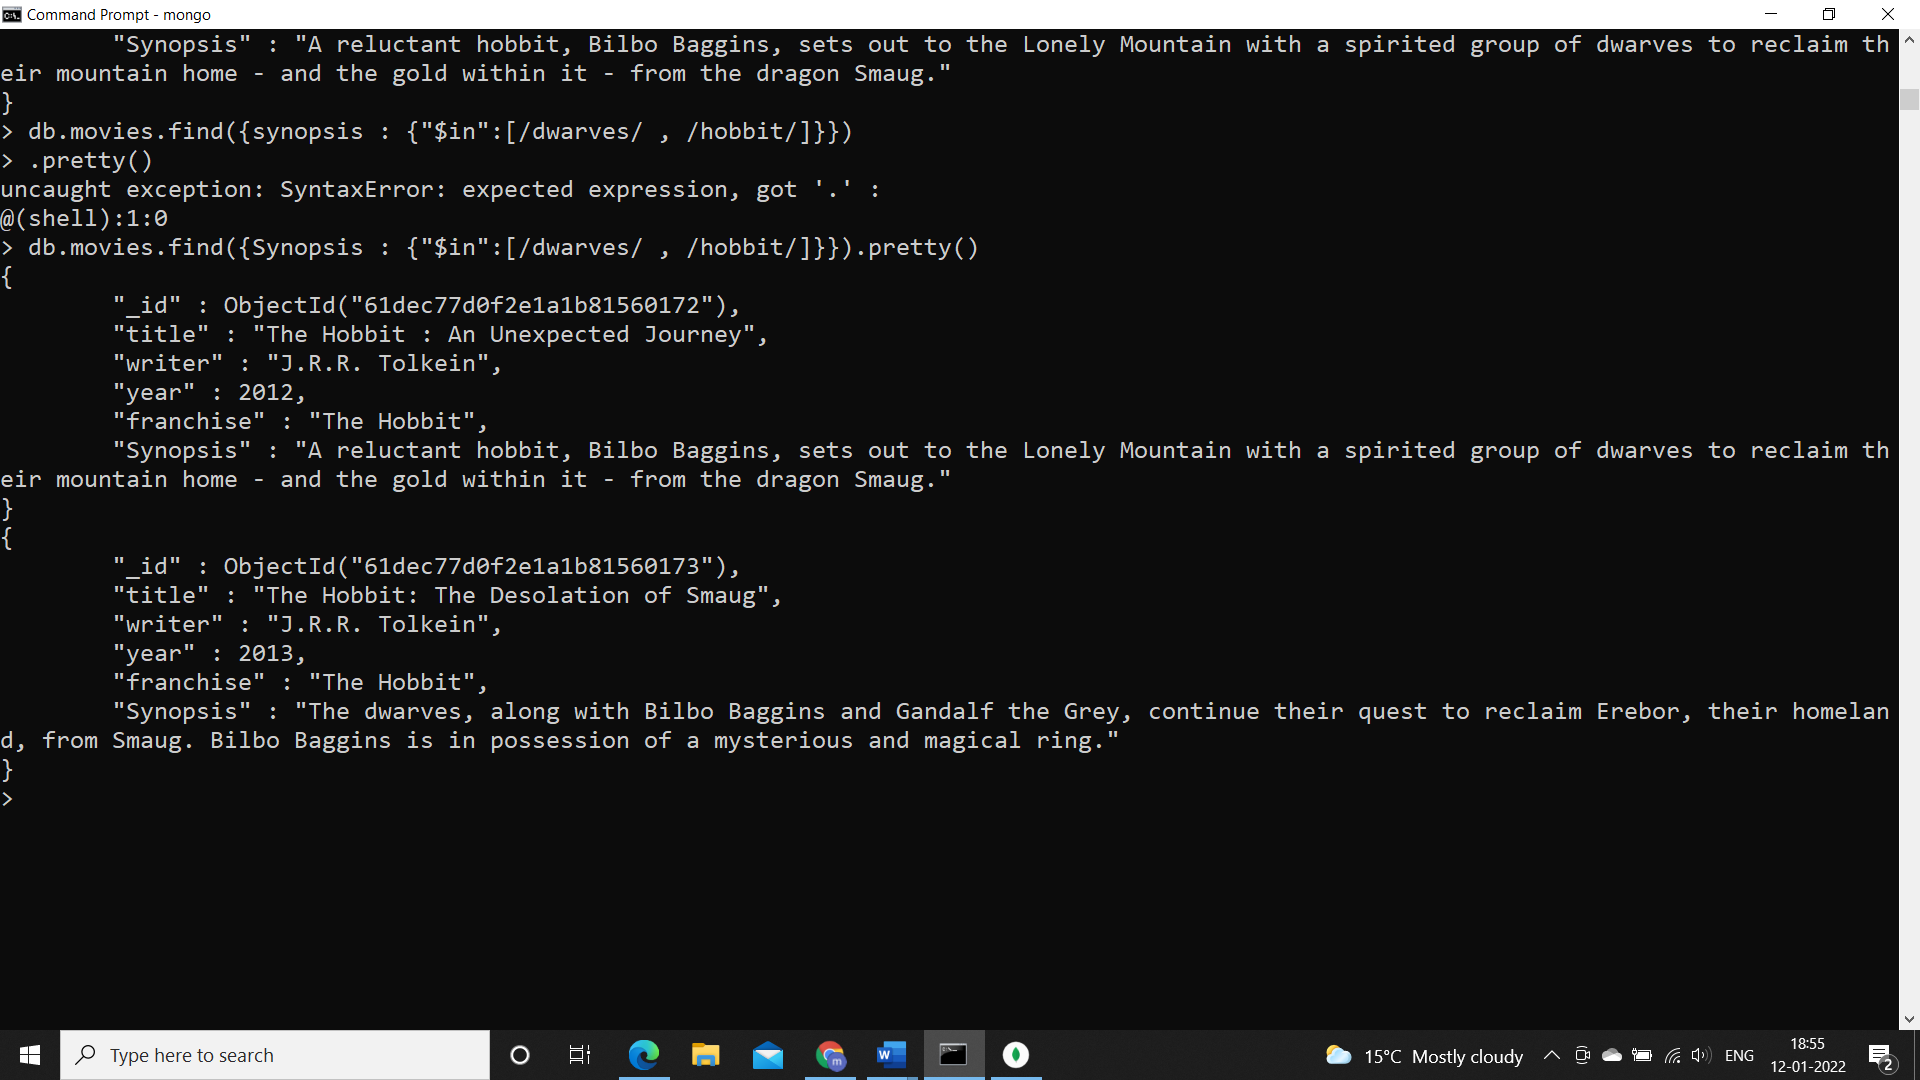 Command Prompt - mongo
"Synopsis" : "A reluctant hobbit, Bilbo Baggins, sets out to the Lonely Mountain with a spirited group of dwarves to reclaim th
eir mountain home - and the gold within it - from the dragon Smaug."
}
> db.movies.find({synopsis : {"$in":[/dwarves/ , /hobbit/]}})
> .pretty()
uncaught exception: SyntaxError: expected expression, got '.' :
@(shell):1:0
> db.movies.find({Synopsis : {"$in":[/dwarves/ , /hobbit/]}}).pretty()
{
"_id" : ObjectId("61dec77d0f2e1a1b81560172"),
"title" : "The Hobbit : An Unexpected Journey",
"writer" : "J.R.R. Tolkein",
"year" : 2012,
"franchise" : "The Hobbit",
"Synopsis" : "A reluctant hobbit, Bilbo Baggins, sets out to the Lonely Mountain with a spirited group of dwarves to reclaim th
eir mountain home - and the gold within it - from the dragon Smaug."
}
{
"_id" : ObjectId("61dec77d0f2e1a1b81560173"),
"title" : "The Hobbit: The Desolation of Smaug",
"writer" : "J.R.R. Tolkein",
"year" : 2013,
"franchise" : "The Hobbit",
"Synopsis" : "The dwarves, along with Bilbo Baggins and Gandalf the Grey, continue their quest to reclaim Erebor, their homelan
d, from Smaug. Bilbo Baggins is in possession of a mysterious and magical ring."
}
>
Type here to search
15°C Mostly cloudy
ENG
18:55
12-01-2022
2